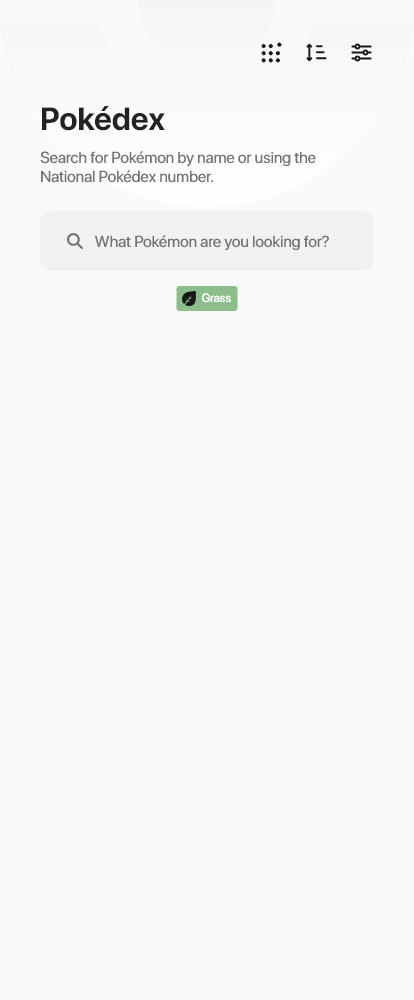 Pokédex
Search for Pokémon by name or using the
National Pokédex number.
What Pokémon are you looking for?
Grass